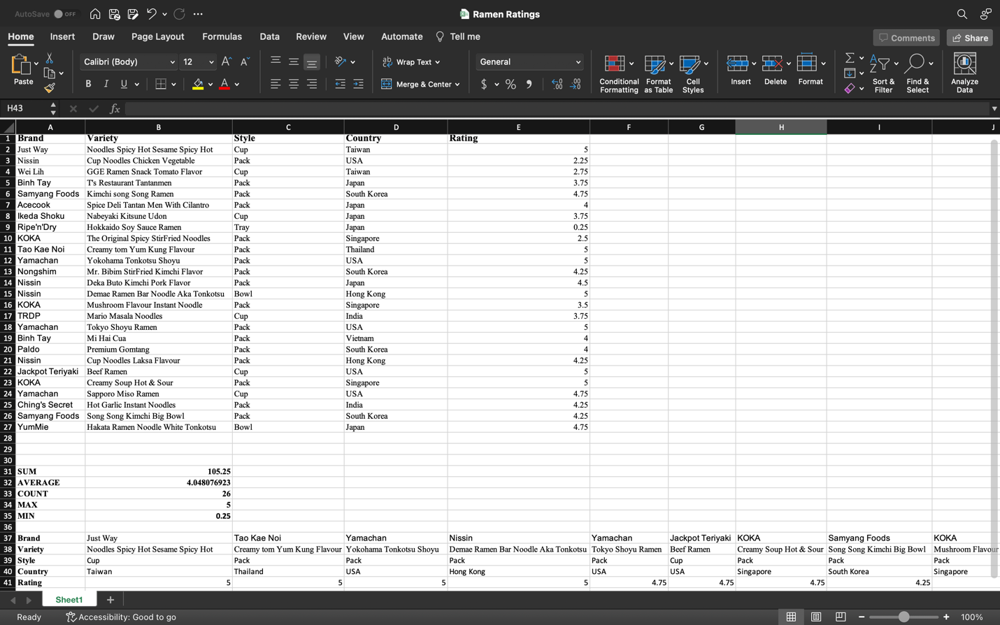 AutoSave OFF Ramen Ratings
Home Insert Draw Page Layout Formulas Data Review View Automate Tell me Comments Share
Paste Calibri (Body) 12 A A Wrap Text General Conditional Formatting Format as Table Cell Styles Insert Delete Format Sort & Filter Find & Select Analyze Data
B I U A Merge & Center $ % 9
H43 fx
A B C D E F G H I J
1 Brand Variety Style Country Rating
2 Just Way Noodles Spicy Hot Sesame Spicy Hot Cup Taiwan 5
3 Nissin Cup Noodles Chicken Vegetable Pack USA 2.25
4 Wei Lih GGE Ramen Snack Tomato Flavor Cup Taiwan 2.75
5 Binh Tay T's Restaurant Tantanmen Pack Japan 3.75
6 Samyang Foods Kimchi song Song Ramen Pack South Korea 4.75
7 Acecook Spice Deli Tantan Men With Cilantro Pack Japan 4
8 Ikeda Shoku Nabeyaki Kitsune Udon Cup Japan 3.75
9 Ripe'n'Dry Hokkaido Soy Sauce Ramen Tray Japan 0.25
10 KOKA The Original Spicy StirFried Noodles Pack Singapore 2.5
11 Tao Kae Noi Creamy tom Yum Kung Flavour Pack Thailand 5
12 Yamachan Yokohama Tonkotsu Shoyu Pack USA 5
13 Nongshim Mr. Bibim StirFried Kimchi Flavor Pack South Korea 4.25
14 Nissin Deka Buto Kimchi Pork Flavor Pack Japan 4.5
15 Nissin Demae Ramen Bar Noodle Aka Tonkotsu Bowl Hong Kong 5
16 KOKA Mushroom Flavour Instant Noodle Pack Singapore 3.5
17 TRDP Mario Masala Noodles Cup India 3.75
18 Yamachan Tokyo Shoyu Ramen Pack USA 5
19 Binh Tay Mi Hai Cua Pack Vietnam 4
20 Paldo Premium Gomtang Pack South Korea 4
21 Nissin Cup Noodles Laksa Flavour Pack Hong Kong 4.25
22 Jackpot Teriyaki Beef Ramen Cup USA 5
23 KOKA Creamy Soup Hot & Sour Pack Singapore 5
24 Yamachan Sapporo Miso Ramen Cup USA 4.75
25 Ching's Secret Hot Garlic Instant Noodles Pack India 4.25
26 Samyang Foods Song Song Kimchi Big Bowl Pack South Korea 4.25
27 YumMie Hakata Ramen Noodle White Tonkotsu Bowl Japan 4.75
28
29
30
31 SUM 105.25
32 AVERAGE 4.048076923
33 COUNT 26
34 MAX 5
35 MIN 0.25
36
37 Brand Just Way Tao Kae Noi Yamachan Nissin Yamachan Jackpot Teriyaki KOKA Samyang Foods KOKA
38 Variety Noodles Spicy Hot Sesame Spicy Hot Creamy tom Yum Kung Flavour Yokohama Tonkotsu Shoyu Demae Ramen Bar Noodle Aka Tonkotsu Tokyo Shoyu Ramen Beef Ramen Creamy Soup Hot & Sour Song Song Kimchi Big Bowl Mushroom Flavour
39 Style Cup Pack Pack Pack Pack Cup Pack Pack Pack
40 Country Taiwan Thailand USA Hong Kong USA USA Singapore South Korea Singapore
41 Rating 5 5 5 5 4.75 4.75 4.75 4.25
Sheet1 +
Ready Accessibility: Good to go 100%